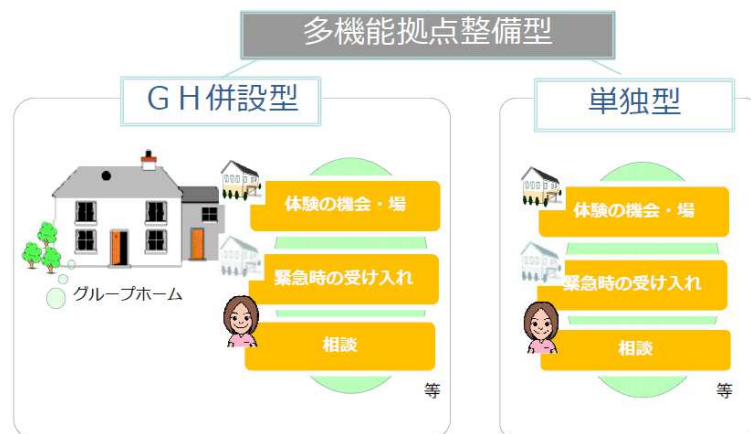 多機能拠点整備型
ＧＨ併設型
体験の機会・場
緊急時の受け入れ
グループホーム
相談
等
単独型
体験の機会・場
緊急時の受け入れ
相談
等